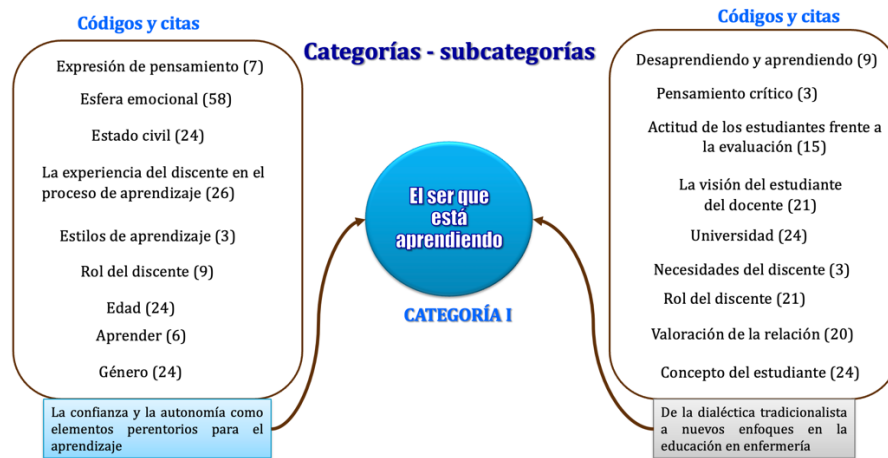 Códigos y citas
Expresión de pensamiento (7)
Esfera emocional (58)
Estado civil (24)
La experiencia del discente en el
proceso de aprendizaje (26)
Estilos de aprendizaje (3)
Rol del discente (9)
Edad (24)
Aprender (6)
Género (24)
La confianza y la autonomía como
elementos perentorios para el
aprendizaje
Categorías - subcategorías
El ser que
está
aprendiendo
CATEGORÍA I
Códigos y citas
Desaprendiendo y aprendiendo (9)
Pensamiento crítico (3)
Actitud de los estudiantes frente a
la evaluación (15)
La visión del estudiante
del docente (21)
Universidad (24)
Necesidades del discente (3)
Rol del discente (21)
Valoración de la relación (20)
Concepto del estudiante (24)
De la dialéctica tradicionalista
a nuevos enfoques en la
educación en enfermería